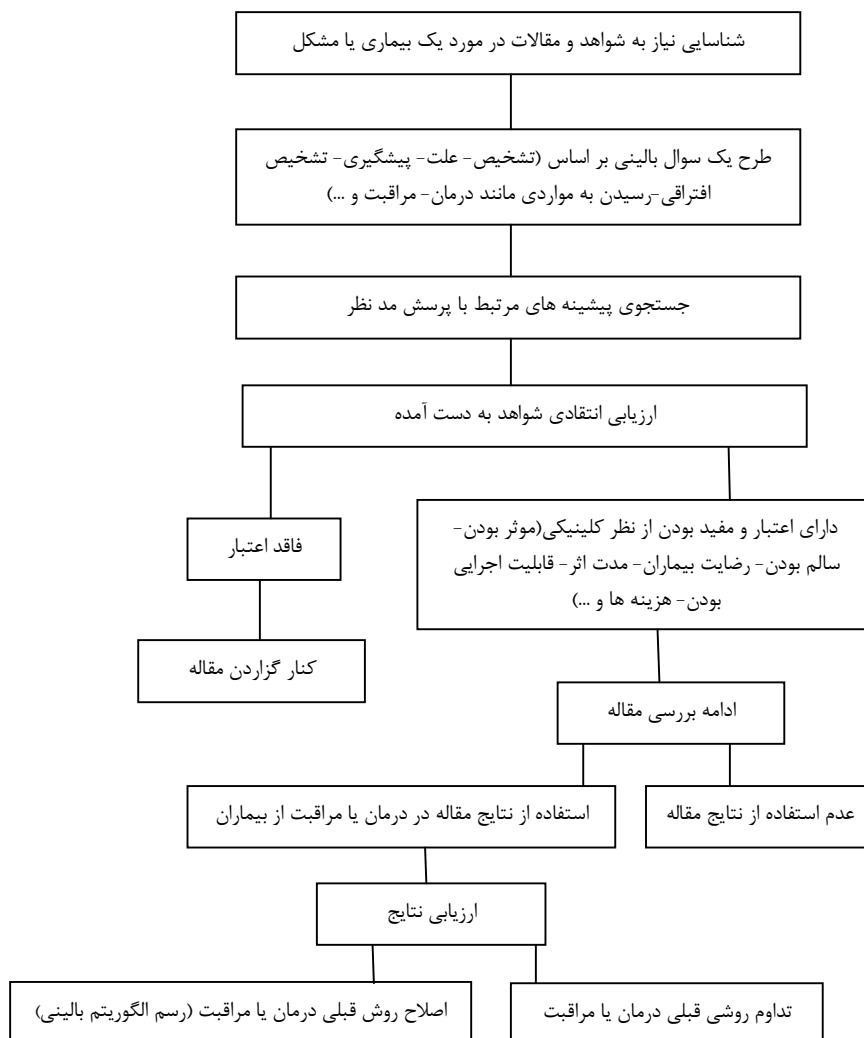 شناسایی نیاز به شواهد و مقالات در مورد یک بیماری یا مشکل
طرح یک سوال بالینی بر اساس (تشخیص- علت- پیشگیری- تشخیص
افتراقی-رسیدن به مواردی مانند درمان- مراقبت و ...)
جستجوی پیشینه های مرتبط با پرسش مد نظر
ارزیابی انتقادی شواهد به دست آمده
دارای اعتبار و مفید بودن از نظر کلینیکی(موثر بودن-
سالم بودن- رضایت بیماران- مدت اثر- قابلیت اجرایی
بودن- هزینه ها و ...)
فاقد اعتبار
کنار گزاردن مقاله
ادامه بررسی مقاله
عدم استفاده از نتایج مقاله
استفاده از نتایج مقاله در درمان یا مراقبت از بیماران
ارزیابی نتایج
تداوم روشی قبلی درمان یا مراقبت
اصلاح روش قبلی درمان یا مراقبت (رسم الگوریتم بالینی)